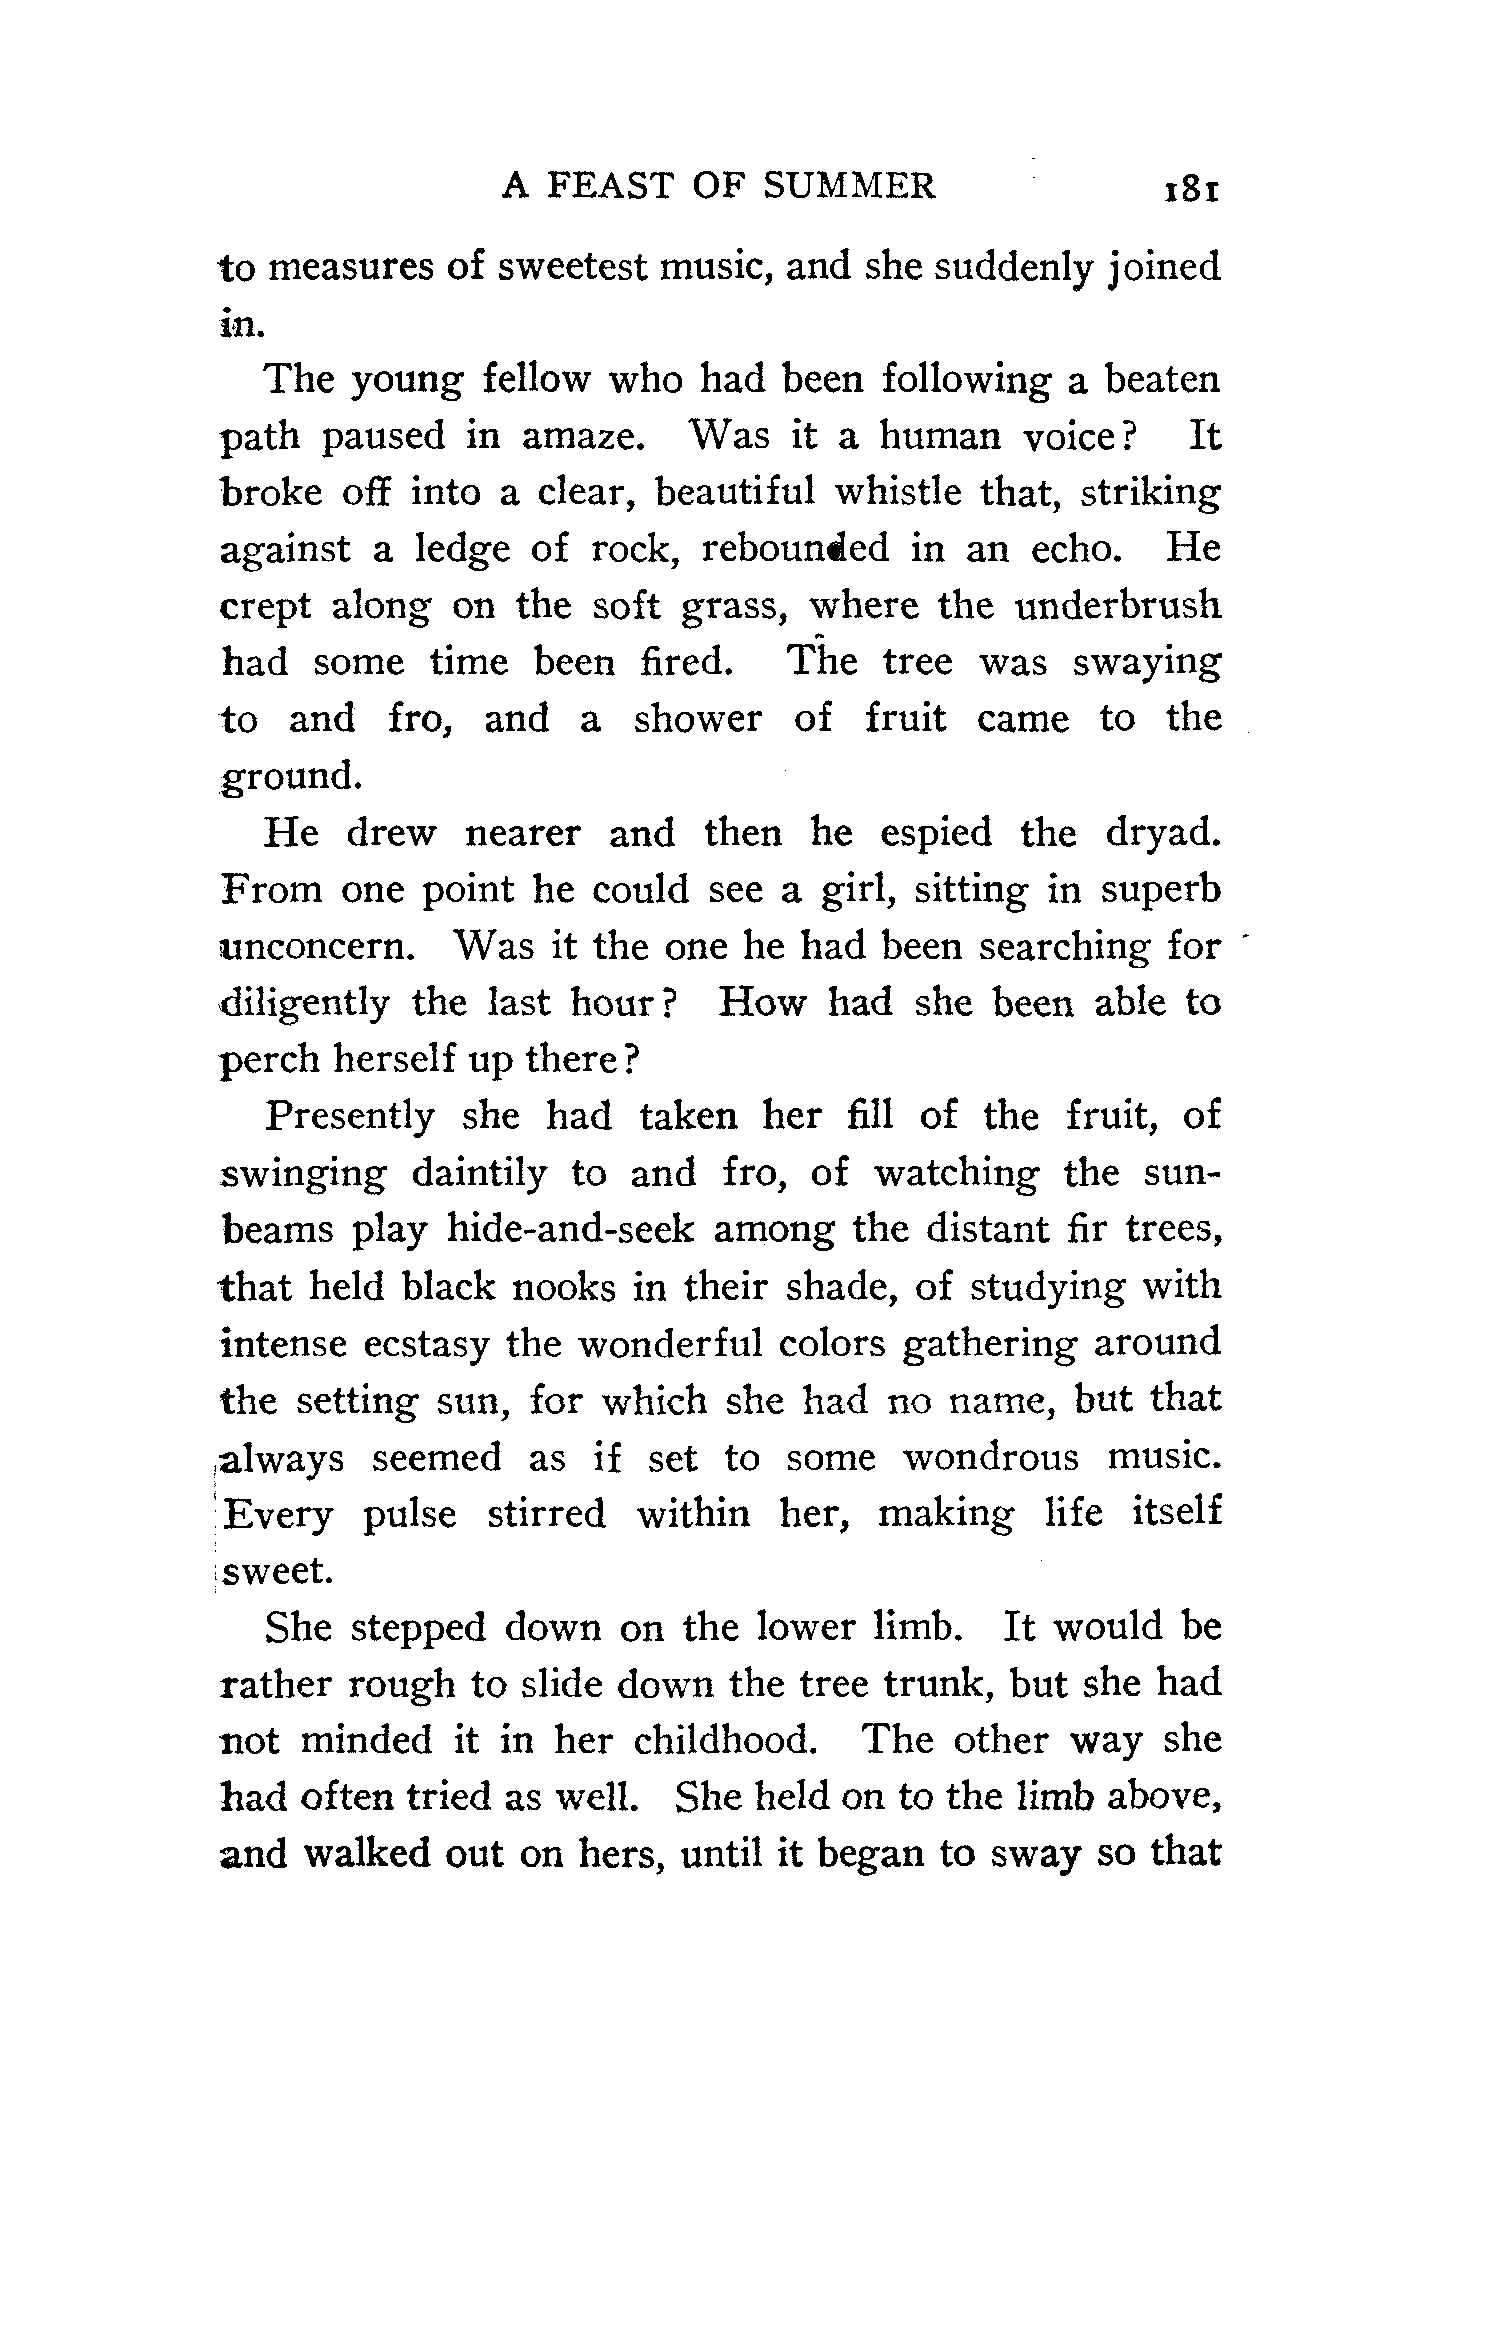 A FEAST OF SUMMER 181
to measures of sweetest music, and she suddenly joined
in.
The young fellow who had been following a beaten
path paused in amaze. Was it a human voice? It
broke off into a clear, beautiful whistle that, striking
against a ledge of rock, rebounded in an echo. He
crept along on the soft grass, where the underbrush
had some time been fired. The tree was swaying
to and fro, and a shower of fruit came to the
ground.
He drew nearer and then he espied the dryad.
From one point he could see a girl, sitting in superb
unconcern. Was it the one he had been searching for
diligently the last hour? How had she been able to
perch herself up there?
Presently she had taken her fill of the fruit, of
swinging daintily to and fro, of watching the sun-
beams play hide-and-seek among the distant fir trees,
that held black nooks in their shade, of studying with
intense ecstasy the wonderful colors gathering around
the setting sun, for which she had no name, but that
always seemed as if set to some wondrous music.
Every pulse stirred within her, making life itself
sweet.
She stepped down on the lower limb. It would be
rather rough to slide down the tree trunk, but she had
not minded it in her childhood. The other way she
had often tried as well. She held on to the limb above,
and walked out on hers, until it began to sway so that